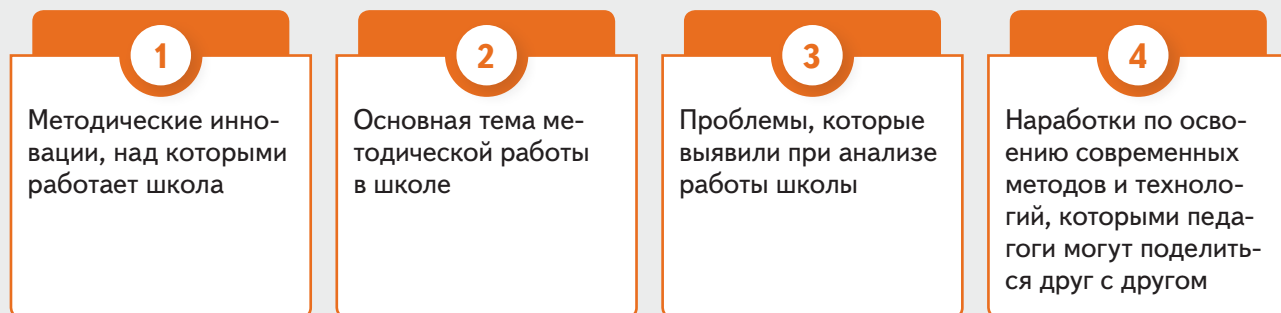 1
Методические инно-
вации, над которыми
работает школа
2
Основная тема ме-
тодической работы
в школе
3
Проблемы, которые
выявили при анализе
работы школы
4
Наработки по осво-
ению современных
методов и техноло-
гий, которыми педа-
гоги могут поделить-
ся друг с другом